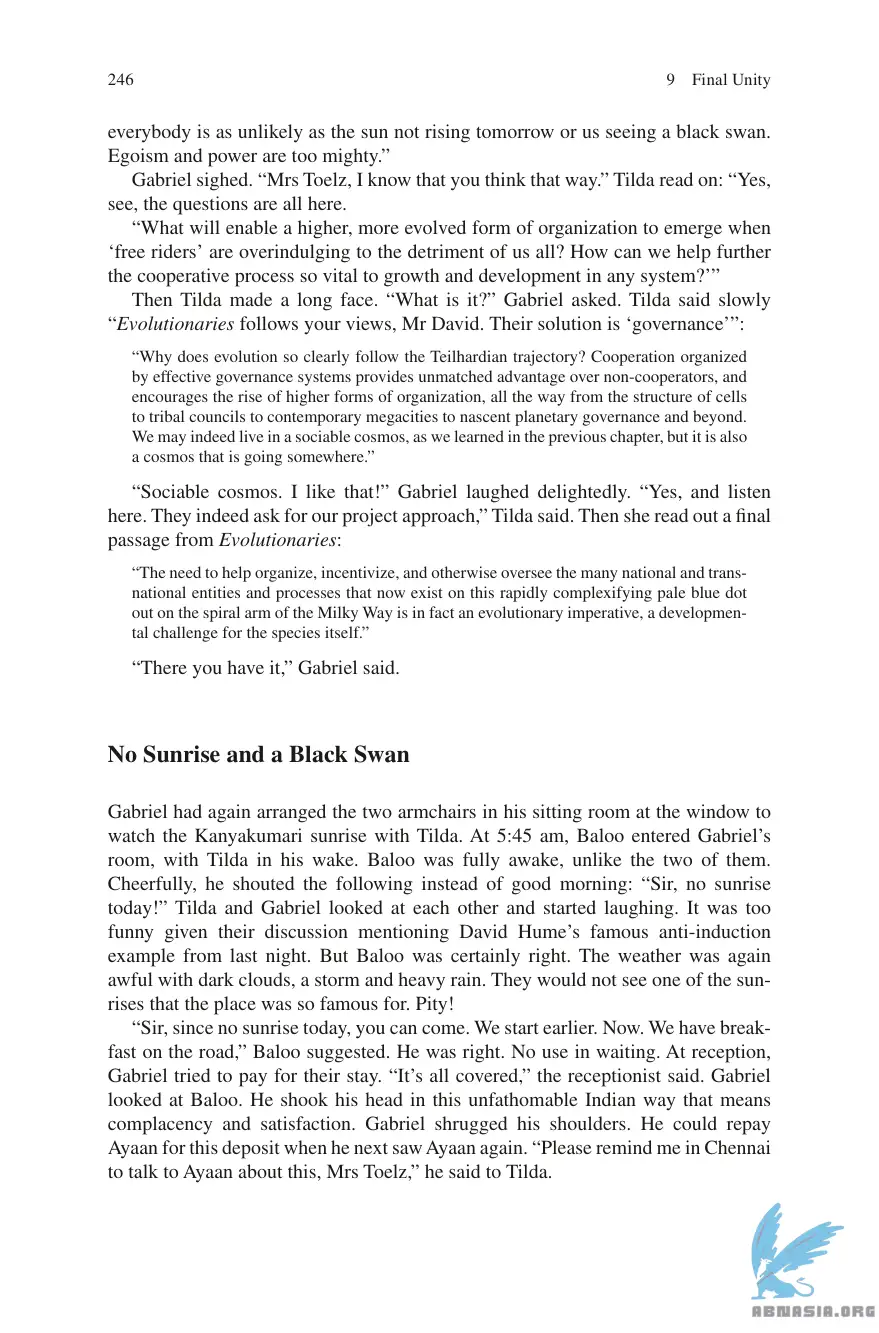 246
9 Final Unity
everybody is as unlikely as the sun not rising tomorrow or us seeing a black swan.
Egoism and power are too mighty.”
Gabriel sighed. “Mrs Toelz, I know that you think that way.” Tilda read on: “Yes,
see, the questions are all here.
“What will enable a higher, more evolved form of organization to emerge when
‘free riders’ are overindulging to the detriment of us all? How can we help further
the cooperative process so vital to growth and development in any system?’”
Then Tilda made a long face. “What is it?” Gabriel asked. Tilda said slowly
“Evolutionaries follows your views, Mr David. Their solution is ‘governance’”:
“Why does evolution so clearly follow the Teilhardian trajectory? Cooperation organized
by effective governance systems provides unmatched advantage over non-cooperators, and
encourages the rise of higher forms of organization, all the way from the structure of cells
to tribal councils to contemporary megacities to nascent planetary governance and beyond.
We may indeed live in a sociable cosmos, as we learned in the previous chapter, but it is also
a cosmos that is going somewhere.”
“Sociable cosmos. I like that!” Gabriel laughed delightedly. “Yes, and listen
here. They indeed ask for our project approach,” Tilda said. Then she read out a final
passage from Evolutionaries:
“The need to help organize, incentivize, and otherwise oversee the many national and trans-
national entities and processes that now exist on this rapidly complexifying pale blue dot
out on the spiral arm of the Milky Way is in fact an evolutionary imperative, a developmen-
tal challenge for the species itself.”
“There you have it,” Gabriel said.
No Sunrise and a Black Swan
Gabriel had again arranged the two armchairs in his sitting room at the window to
watch the Kanyakumari sunrise with Tilda. At 5:45 am, Baloo entered Gabriel’s
room, with Tilda in his wake. Baloo was fully awake, unlike the two of them.
Cheerfully, he shouted the following instead of good morning: “Sir, no sunrise
today!” Tilda and Gabriel looked at each other and started laughing. It was too
funny given their discussion mentioning David Hume’s famous anti-induction
example from last night. But Baloo was certainly right. The weather was again
awful with dark clouds, a storm and heavy rain. They would not see one of the sun-
rises that the place was so famous for. Pity!
“Sir, since no sunrise today, you can come. We start earlier. Now. We have break-
fast on the road,” Baloo suggested. He was right. No use in waiting. At reception,
Gabriel tried to pay for their stay. “It’s all covered,” the receptionist said. Gabriel
looked at Baloo. He shook his head in this unfathomable Indian way that means
complacency and satisfaction. Gabriel shrugged his shoulders. He could repay
Ayaan for this deposit when he next saw Ayaan again. “Please remind me in Chennai
to talk to Ayaan about this, Mrs Toelz,” he said to Tilda.
ABNASIA.ORG